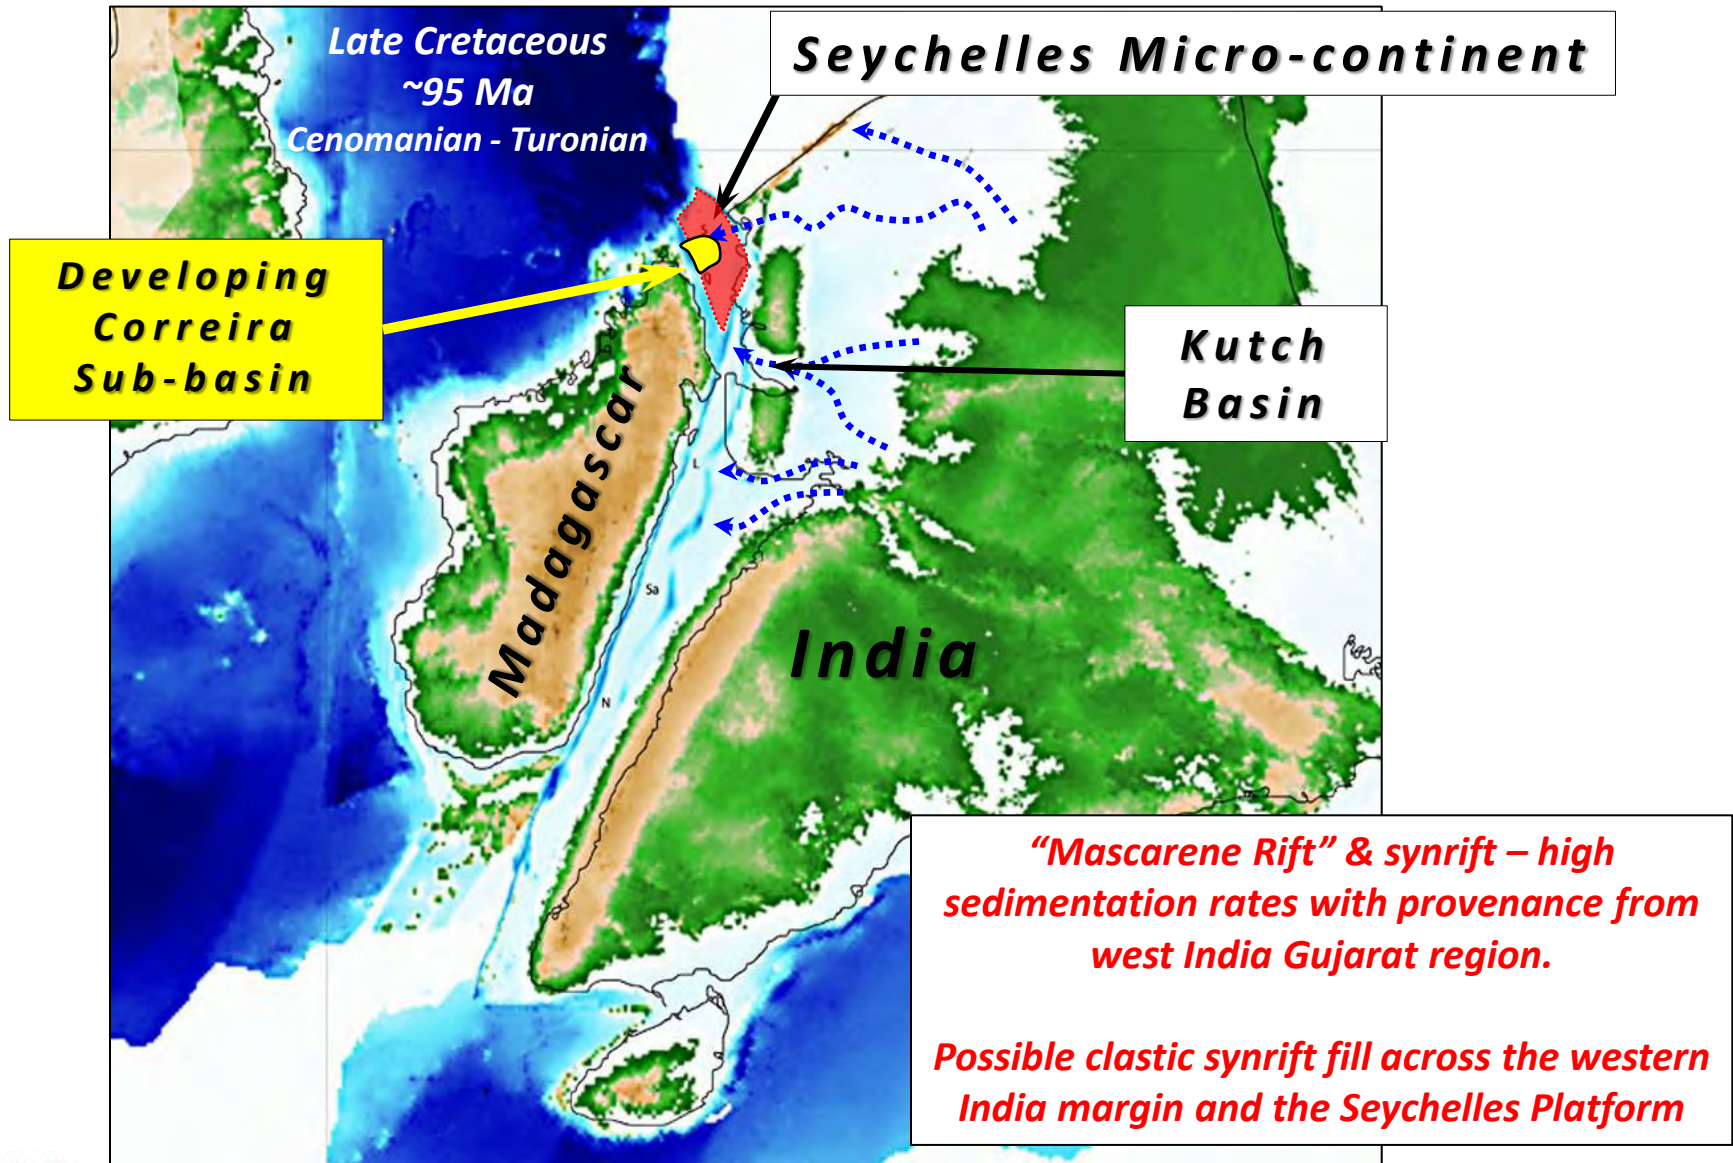 Late Cretaceous
~95 Ma
Cenomanian - Turonian
Seychelles Micro-continent
Developing
Correira
Sub-basin
S
Kutch
Basin
Madagascar
L
Sa
N
India
“Mascarene Rift” & synrift – high
sedimentation rates with provenance from
west India Gujarat region.
Possible clastic synrift fill across the western
India margin and the Seychelles Platform